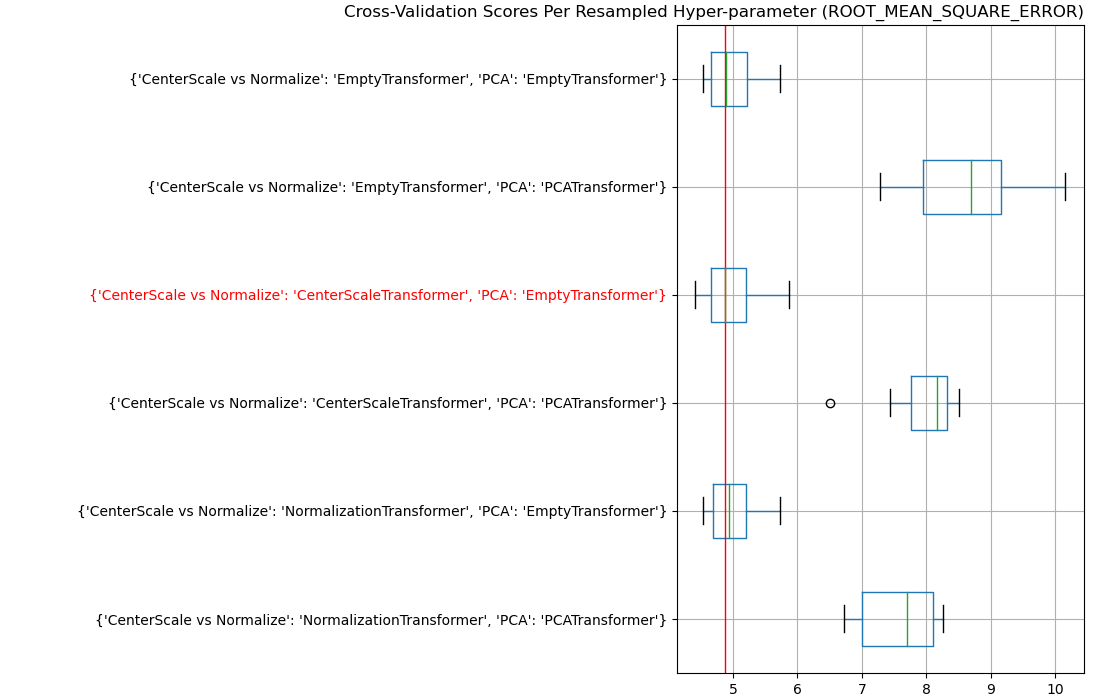 Cross-Validation Scores Per Resampled Hyper-parameter (ROOT_MEAN_SQUARE_ERROR)
{'CenterScale vs Normalize': 'EmptyTransformer', 'PCA': 'EmptyTransformer'}
{'CenterScale vs Normalize': 'EmptyTransformer', 'PCA': 'PCATransformer'}
{'CenterScale vs Normalize': 'CenterScaleTransformer', 'PCA': 'EmptyTransformer'}
{'CenterScale vs Normalize': 'CenterScaleTransformer', 'PCA': 'PCATransformer'}
{'CenterScale vs Normalize': 'NormalizationTransformer', 'PCA': 'EmptyTransformer'}
{'CenterScale vs Normalize': 'NormalizationTransformer', 'PCA': 'PCATransformer'}
5 6 7 8 9 10